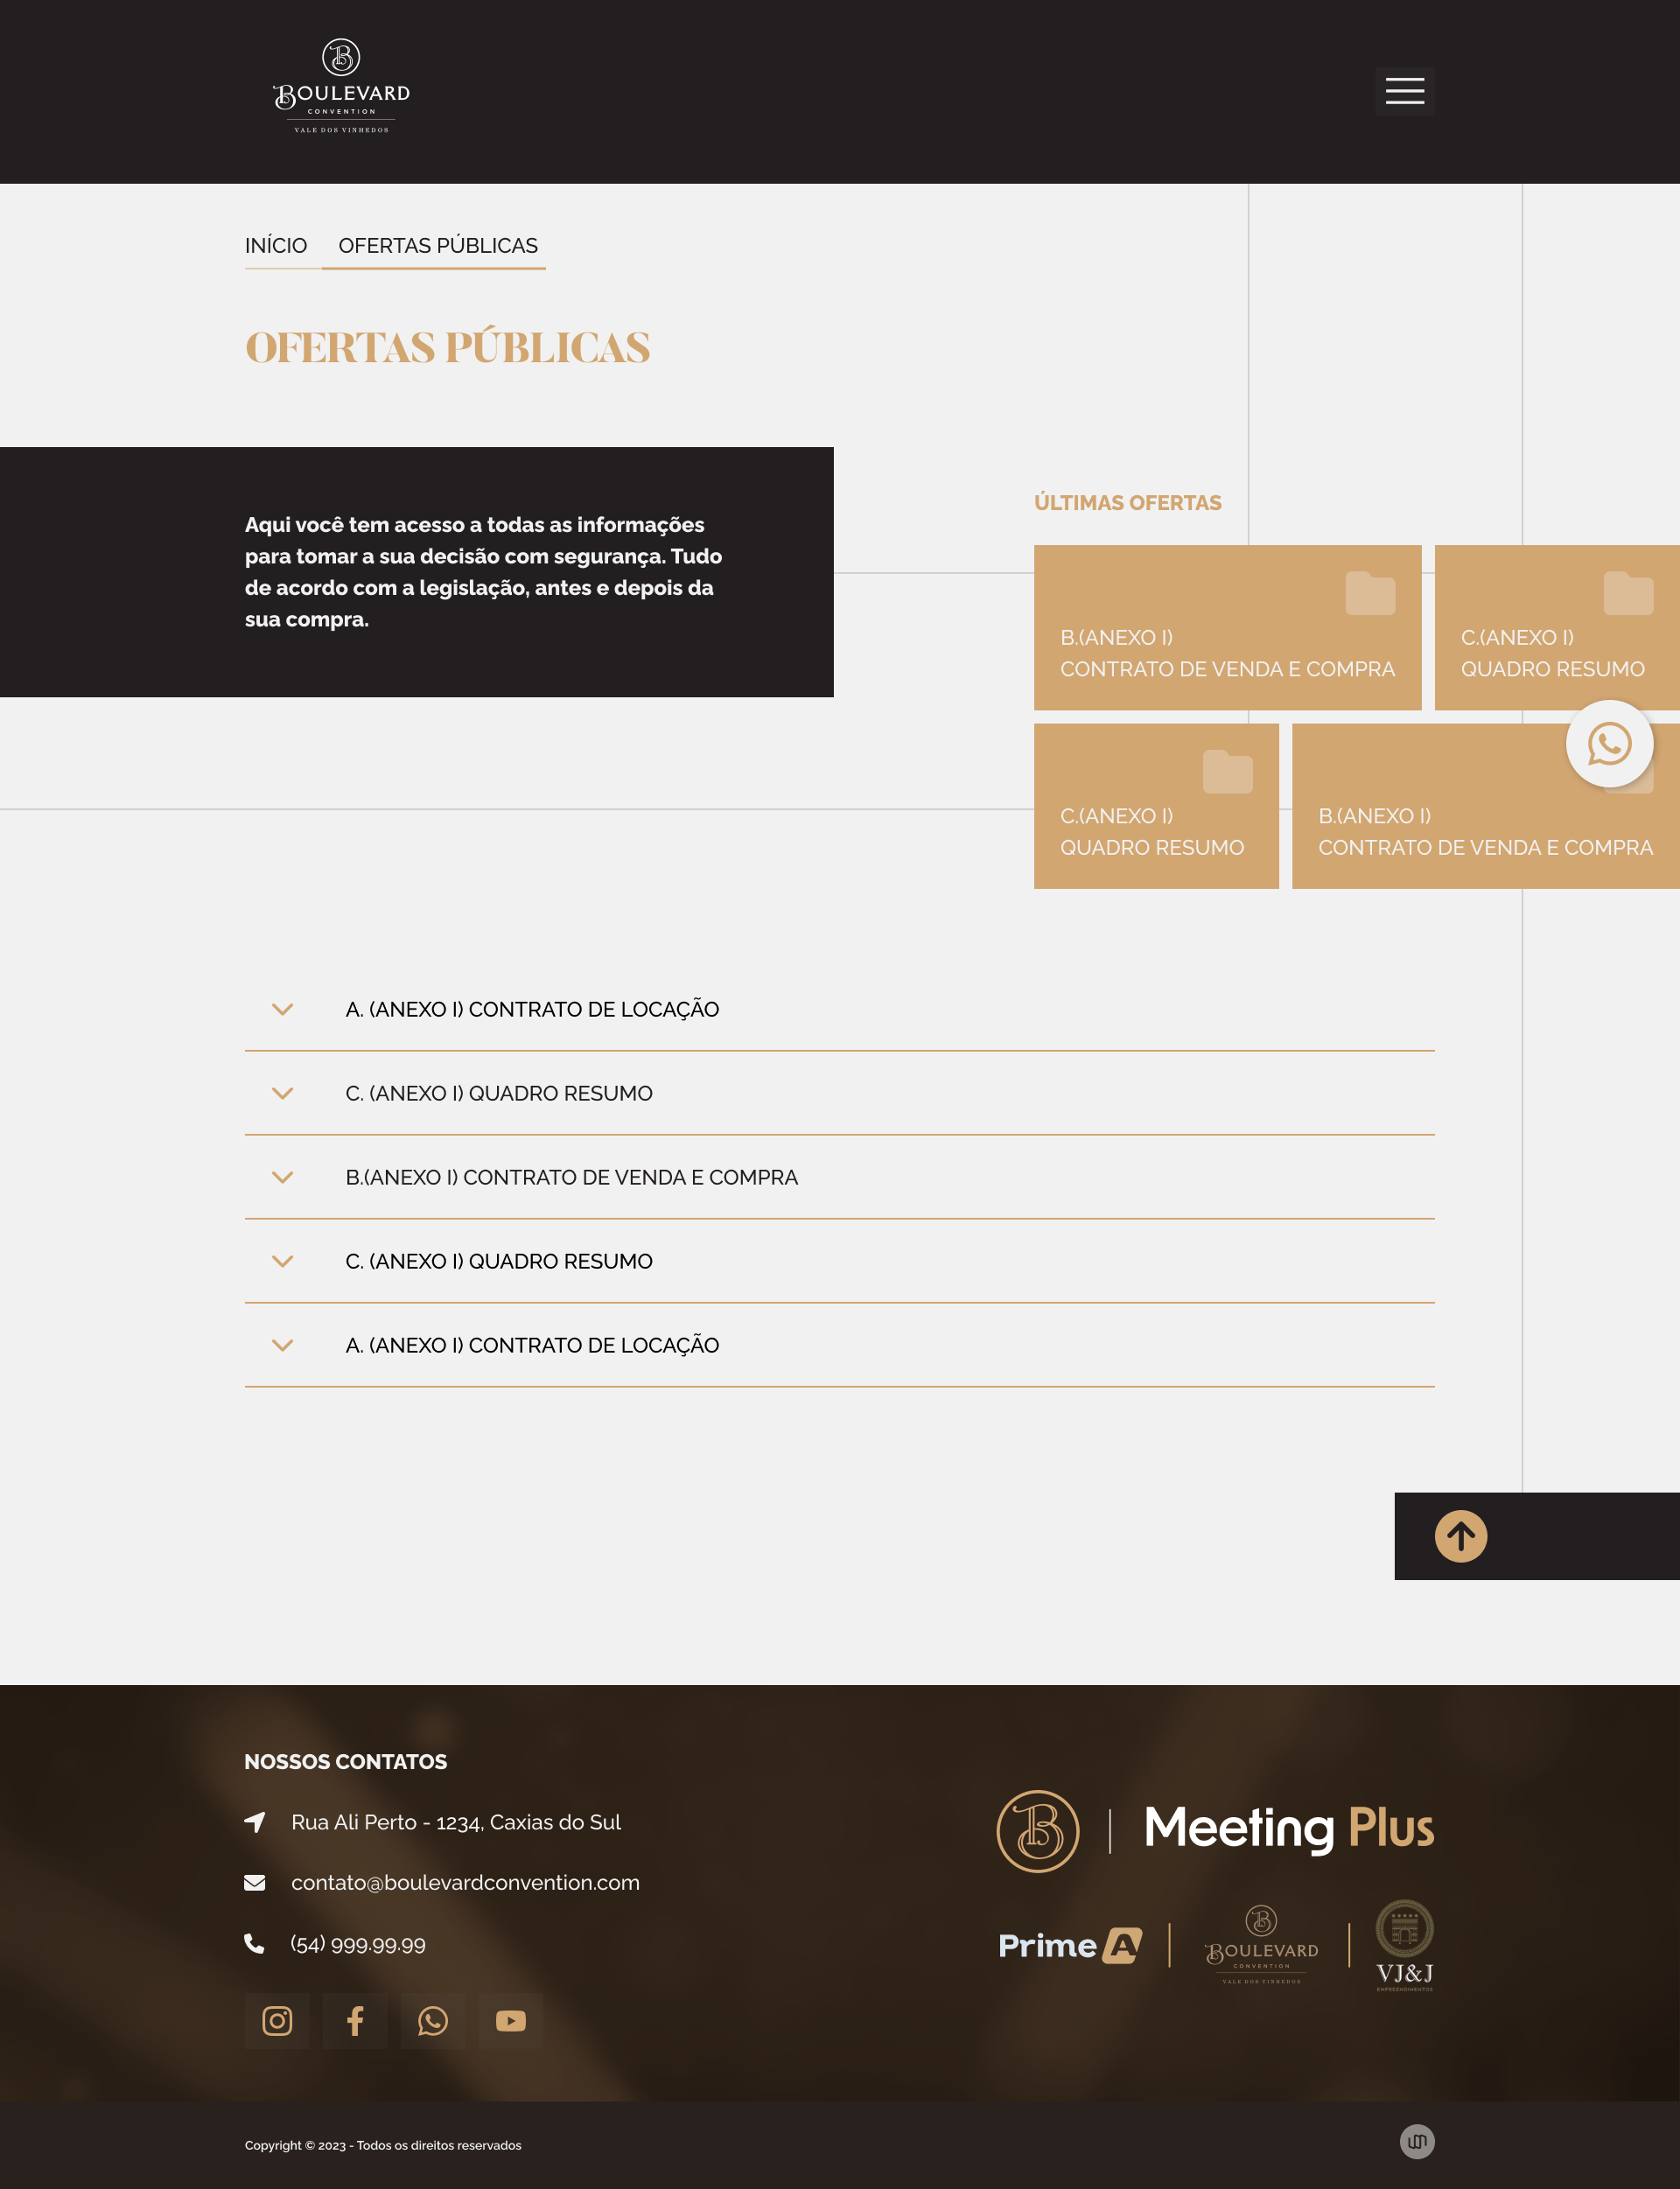 B
BOULEVARD
CONVENTION
VALE DOS VINHEDOS
INÍCIO OFERTAS PÚBLICAS
OFERTAS PÚBLICAS
Aqui você tem acesso a todas as informações
para tomar a sua decisão com segurança. Tudo
de acordo com a legislação, antes e depois da
sua compra.
ÚLTIMAS OFERTAS
B.(ANEXO I)
CONTRATO DE VENDA E COMPRA
C.(ANEXO I)
QUADRO RESUMO
C.(ANEXO I)
QUADRO RESUMO
B.(ANEXO I)
CONTRATO DE VENDA E COMPRA
A. (ANEXO I) CONTRATO DE LOCAÇÃO
C. (ANEXO I) QUADRO RESUMO
B.(ANEXO I) CONTRATO DE VENDA E COMPRA
C. (ANEXO I) QUADRO RESUMO
A. (ANEXO I) CONTRATO DE LOCAÇÃO
NOSSOS CONTATOS
Rua Ali Perto - 1234, Caxias do Sul
contato@boulevardconvention.com
(54) 999.99.99
B Meeting Plus
Prime A
B
BOULEVARD
CONVENTION
VALE DOS VINHEDOS
VJ&J
EMPREENDIMENTOS
Copyright © 2023 - Todos os direitos reservados